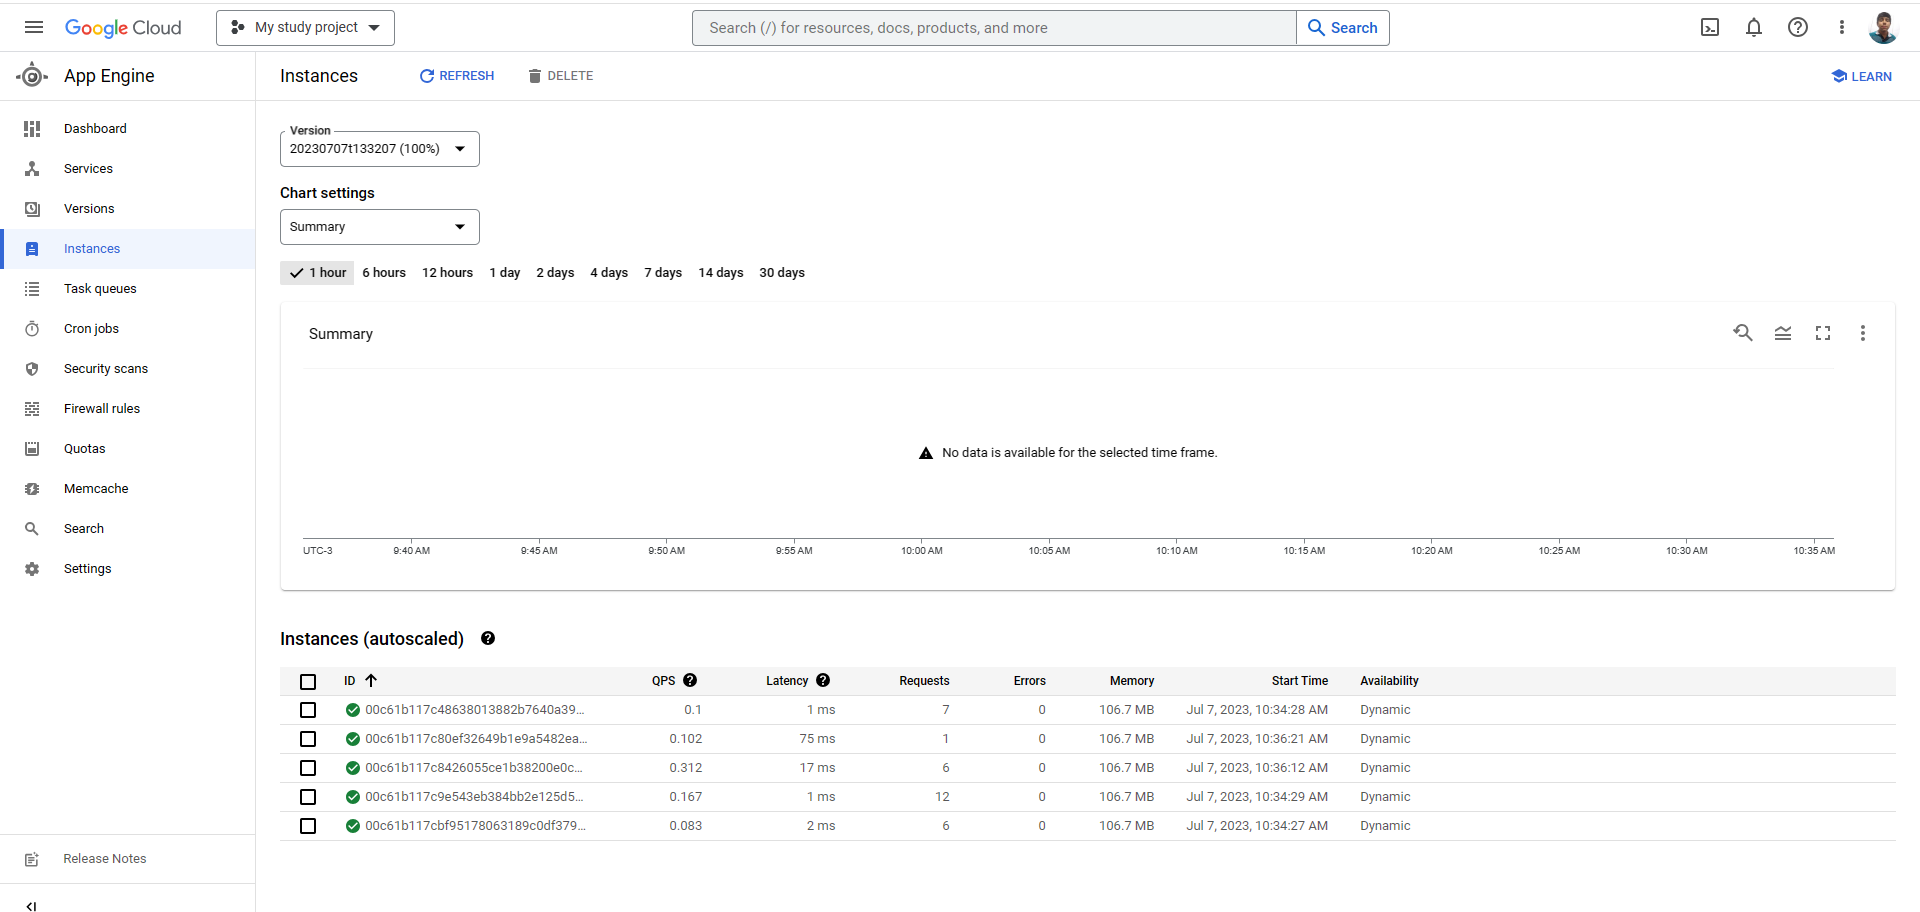 Google Cloud
My study project
Search (/) for resources, docs, products, and more
Search
App Engine
Instances
REFRESH
DELETE
LEARN
Dashboard
Services
Versions
Instances
Task queues
Cron jobs
Security scans
Firewall rules
Quotas
Memcache
Search
Settings
Release Notes
Version
20230707t133207 (100%)
Chart settings
Summary
1 hour 6 hours 12 hours 1 day 2 days 4 days 7 days 14 days 30 days
Summary
No data is available for the selected time frame.
UTC-3 9:40 AM 9:45 AM 9:50 AM 9:55 AM 10:00 AM 10:05 AM 10:10 AM 10:15 AM 10:20 AM 10:25 AM 10:30 AM 10:35 AM
Instances (autoscaled)
ID QPS Latency Requests Errors Memory Start Time Availability
00c61b117c48638013882b7640a39... 0.1 1 ms 7 0 106.7 MB Jul 7, 2023, 10:34:28 AM Dynamic
00c61b117c80ef32649b1e9a5482ea... 0.102 75 ms 1 0 106.7 MB Jul 7, 2023, 10:36:21 AM Dynamic
00c61b117c8426055ce1b38200e0c... 0.312 17 ms 6 0 106.7 MB Jul 7, 2023, 10:36:12 AM Dynamic
00c61b117c9e543eb384bb2e125d5... 0.167 1 ms 12 0 106.7 MB Jul 7, 2023, 10:34:29 AM Dynamic
00c61b117cbf95178063189c0df379... 0.083 2 ms 6 0 106.7 MB Jul 7, 2023, 10:34:27 AM Dynamic